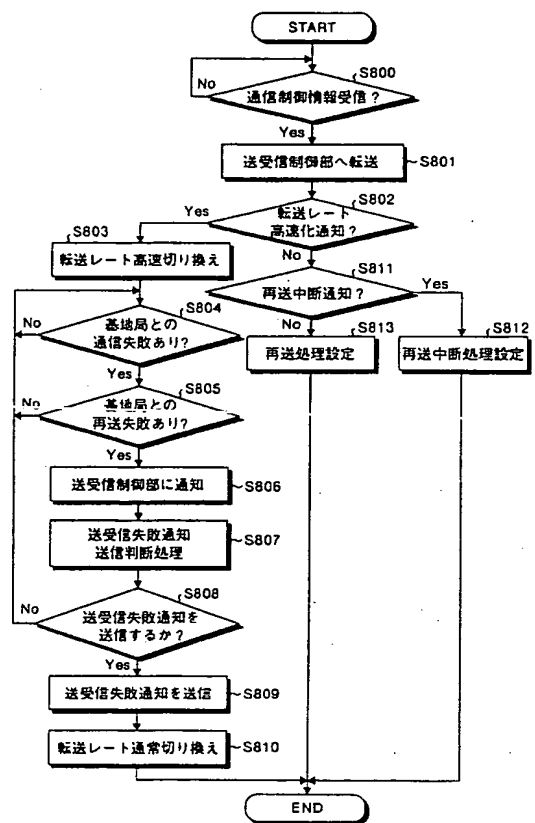 START
S800
No
通信制御情報受信?
Yes
送受信制御部へ転送
S801
S802
Yes
転送レート
高速化通知?
No
S803
転送レート高速切り換え
S811
再送中断通知?
Yes
No
S804
基地局との
通信失敗あり?
No
Yes
S813
再送処理設定
S812
再送中断処理設定
S805
基地局との
再送失敗あり?
No
Yes
送受信制御部に通知
S806
送受信失敗通知
送信判断処理
S807
S808
送受信失敗通知を
送信するか?
No
Yes
送受信失敗通知を送信
S809
転送レート通常切り換え
S810
END